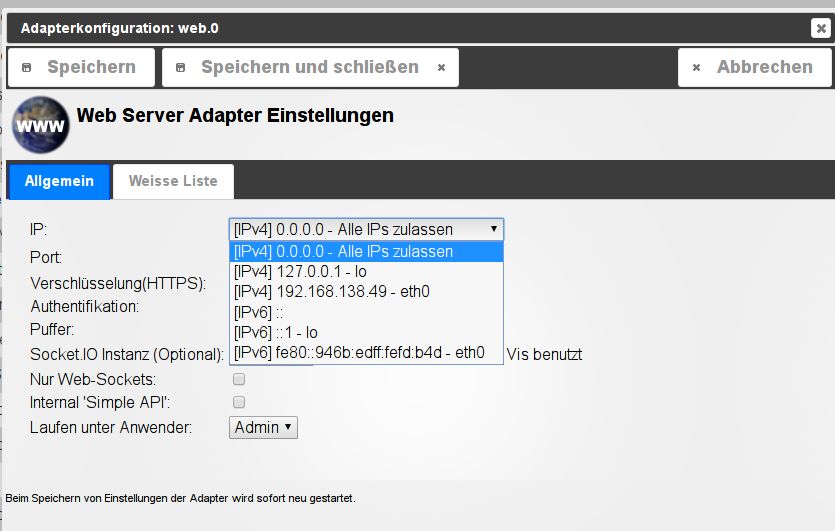 Adapterkonfiguration: web.0
Speichern Speichern und schließen Abbrechen
www Web Server Adapter Einstellungen
Allgemein Weisse Liste
IP: [IPv4] 0.0.0.0 - Alle IPs zulassen
[IPv4] 0.0.0.0 - Alle IPs zulassen
Port:
[IPv4] 127.0.0.1 - lo
Verschlüsselung(HTTPS):
[IPv4] 192.168.138.49 - eth0
Authentifikation:
[IPv6] ::
Puffer:
[IPv6] ::1 - lo
Socket.IO Instanz (Optional): [IPv6] fe80::946b:edff:fefd:b4d - eth0 Vis benutzt
Nur Web-Sockets:
Internal 'Simple API':
Laufen unter Anwender: Admin
Beim Speichern von Einstellungen der Adapter wird sofort neu gestartet.